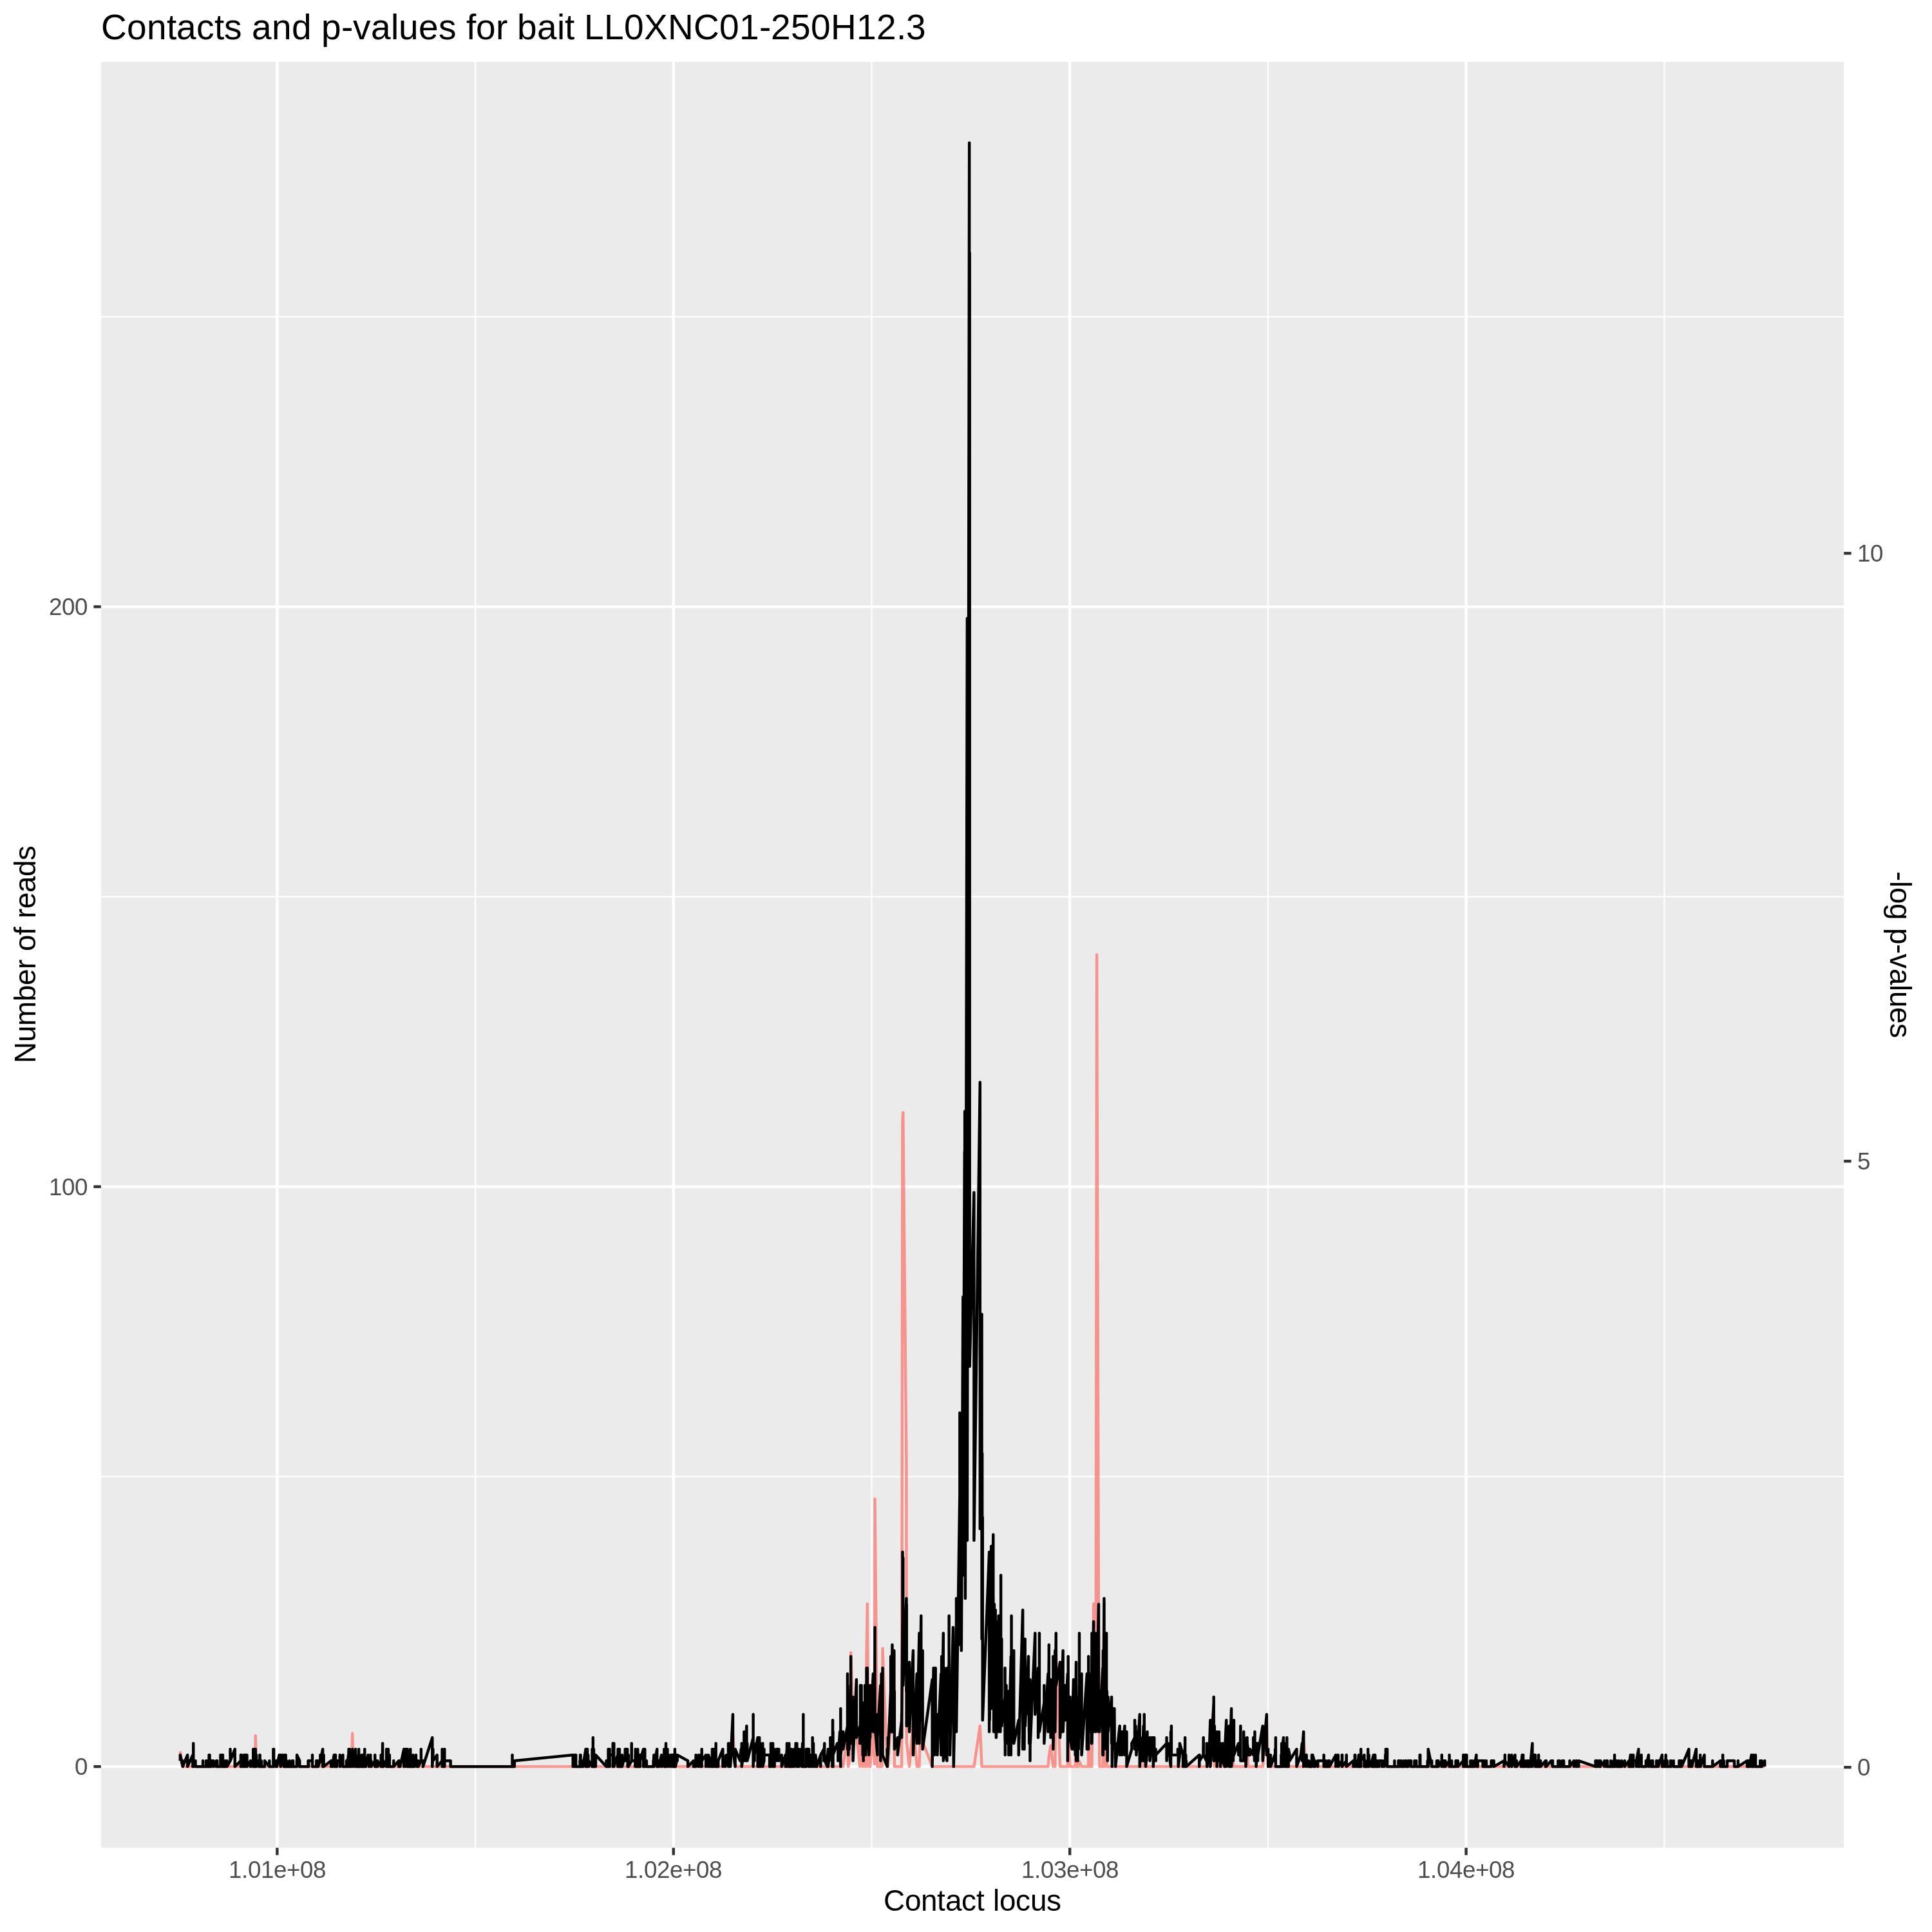 Contacts and p-values for bait LL0XNC01-250H12.3
Number of reads
200
100
0
-log p-values
10
5
0
1.01e+08
1.02e+08
1.03e+08
1.04e+08
Contact locus